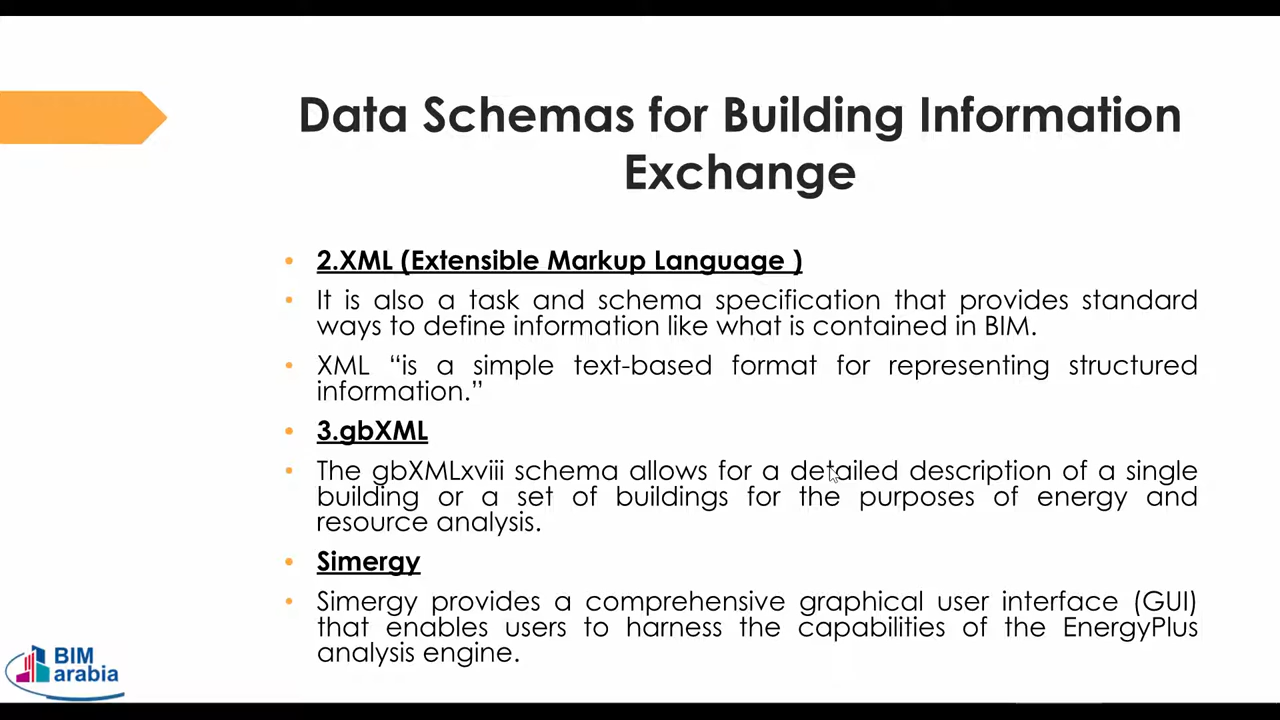 Data Schemas for Building Information
Exchange
• 2.XML (Extensible Markup Language )
• It is also a task and schema specification that provides standard
ways to define information like what is contained in BIM.
• XML “is a simple text-based format for representing structured
information.”
• 3.gbXML
• The gbXMLxviii schema allows for a detailed description of a single
building or a set of buildings for the purposes of energy and
resource analysis.
• Simergy
• Simergy provides a comprehensive graphical user interface (GUI)
that enables users to harness the capabilities of the EnergyPlus
analysis engine.
BIM
arabia